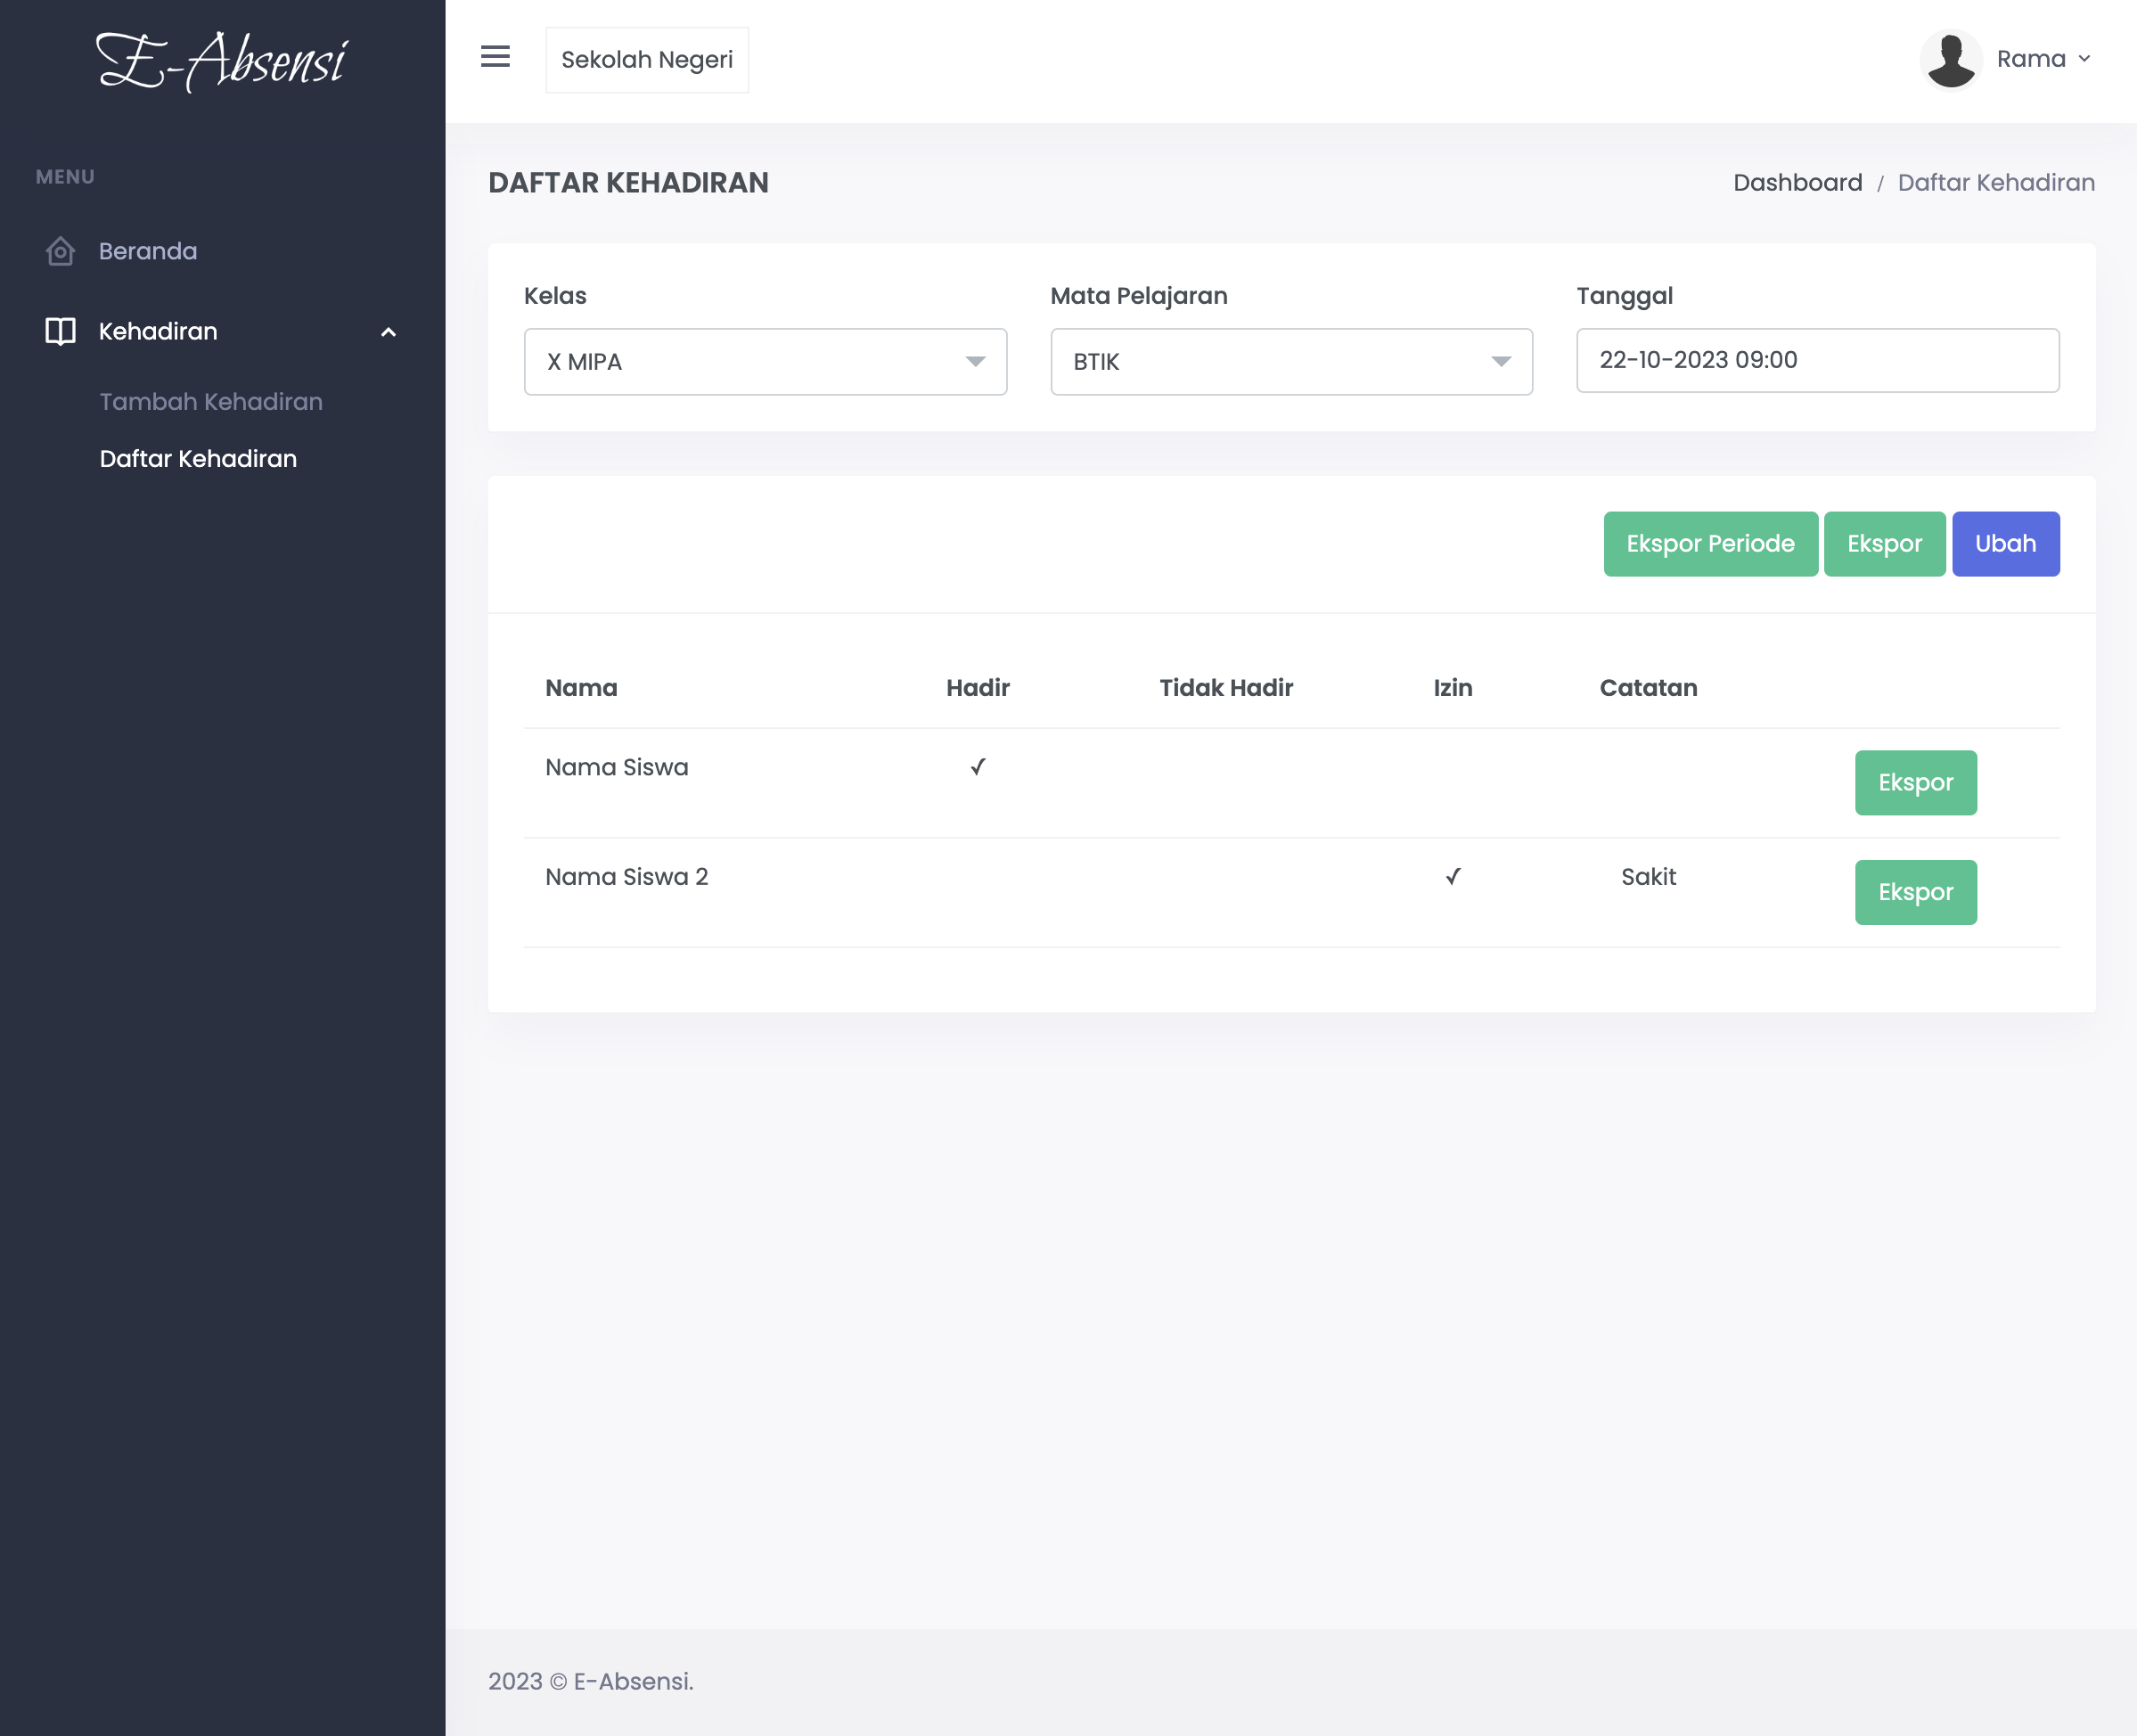 E-Absensi
Sekolah Negeri
Rama
MENU
Beranda
Kehadiran
Tambah Kehadiran
Daftar Kehadiran
DAFTAR KEHADIRAN
Dashboard / Daftar Kehadiran
Kelas Mata Pelajaran Tanggal
X MIPA BTIK 22-10-2023 09:00
Ekspor Periode Ekspor Ubah
Nama Hadir Tidak Hadir Izin Catatan
Nama Siswa ✓ Ekspor
Nama Siswa 2 ✓ Sakit Ekspor
2023 © E-Absensi.